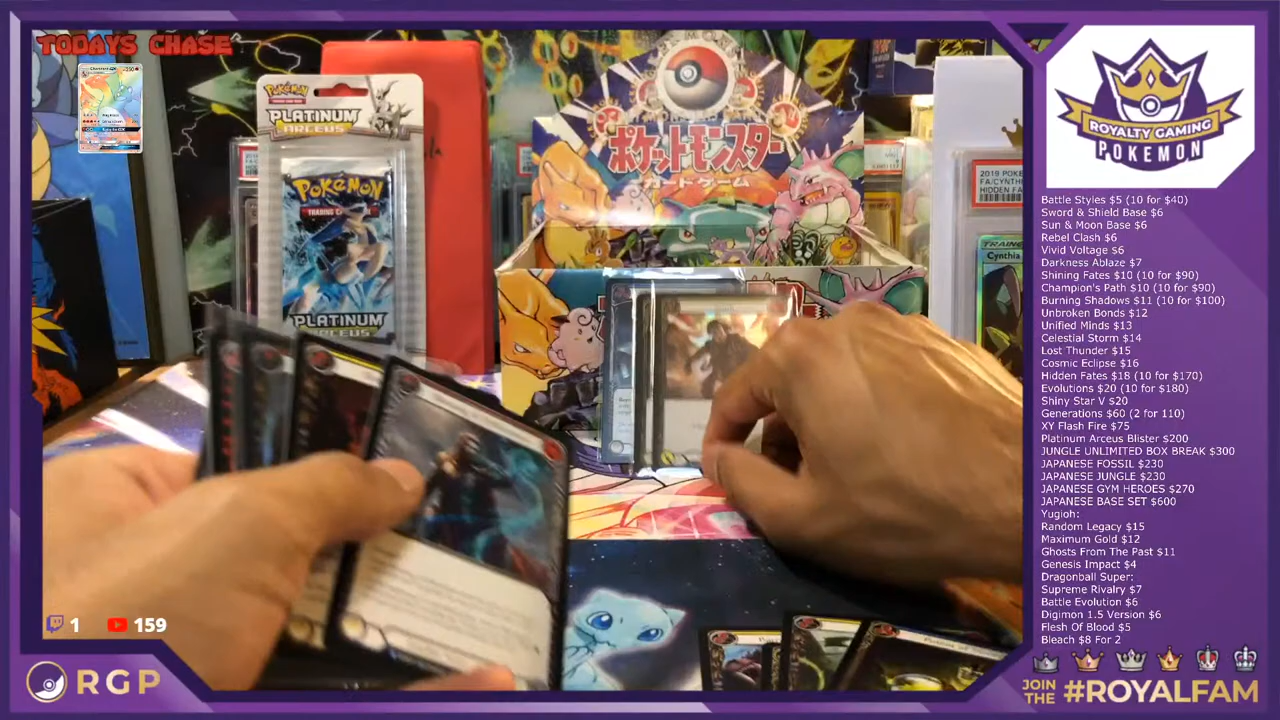 TODAYS CHASE
POKéMON
PLATINUM
ARCEUS
POKéMON
PLATINUM
ARCEUS
ポケットモンスター
カードゲーム
2019 POKE
FA/CYNTH
HIDDEN FA
Cynthia
1
159
RGP
ROYALTY GAMING
POKEMON
Battle Styles $5 (10 for $40)
Sword & Shield Base $6
Sun & Moon Base $6
Rebel Clash $6
Vivid Voltage $6
Darkness Ablaze $7
Shining Fates $10 (10 for $90)
Champion's Path $10 (10 for $90)
Burning Shadows $11 (10 for $100)
Unbroken Bonds $12
Unified Minds $13
Celestial Storm $14
Lost Thunder $15
Cosmic Eclipse $16
Hidden Fates $18 (10 for $170)
Evolutions $20 (10 for $180)
Shiny Star V $20
Generations $60 (2 for 110)
XY Flash Fire $75
Platinum Arceus Blister $200
JUNGLE UNLIMITED BOX BREAK $300
JAPANESE FOSSIL $230
JAPANESE JUNGLE $230
JAPANESE GYM HEROES $270
JAPANESE BASE SET $600
Yugioh:
Random Legacy $15
Maximum Gold $12
Ghosts From The Past $11
Genesis Impact $4
Dragonball Super:
Supreme Rivalry $7
Battle Evolution $6
Digimon 1.5 Version $6
Flesh Of Blood $5
Bleach $8 For 2
JOIN
THE #ROYALFAM